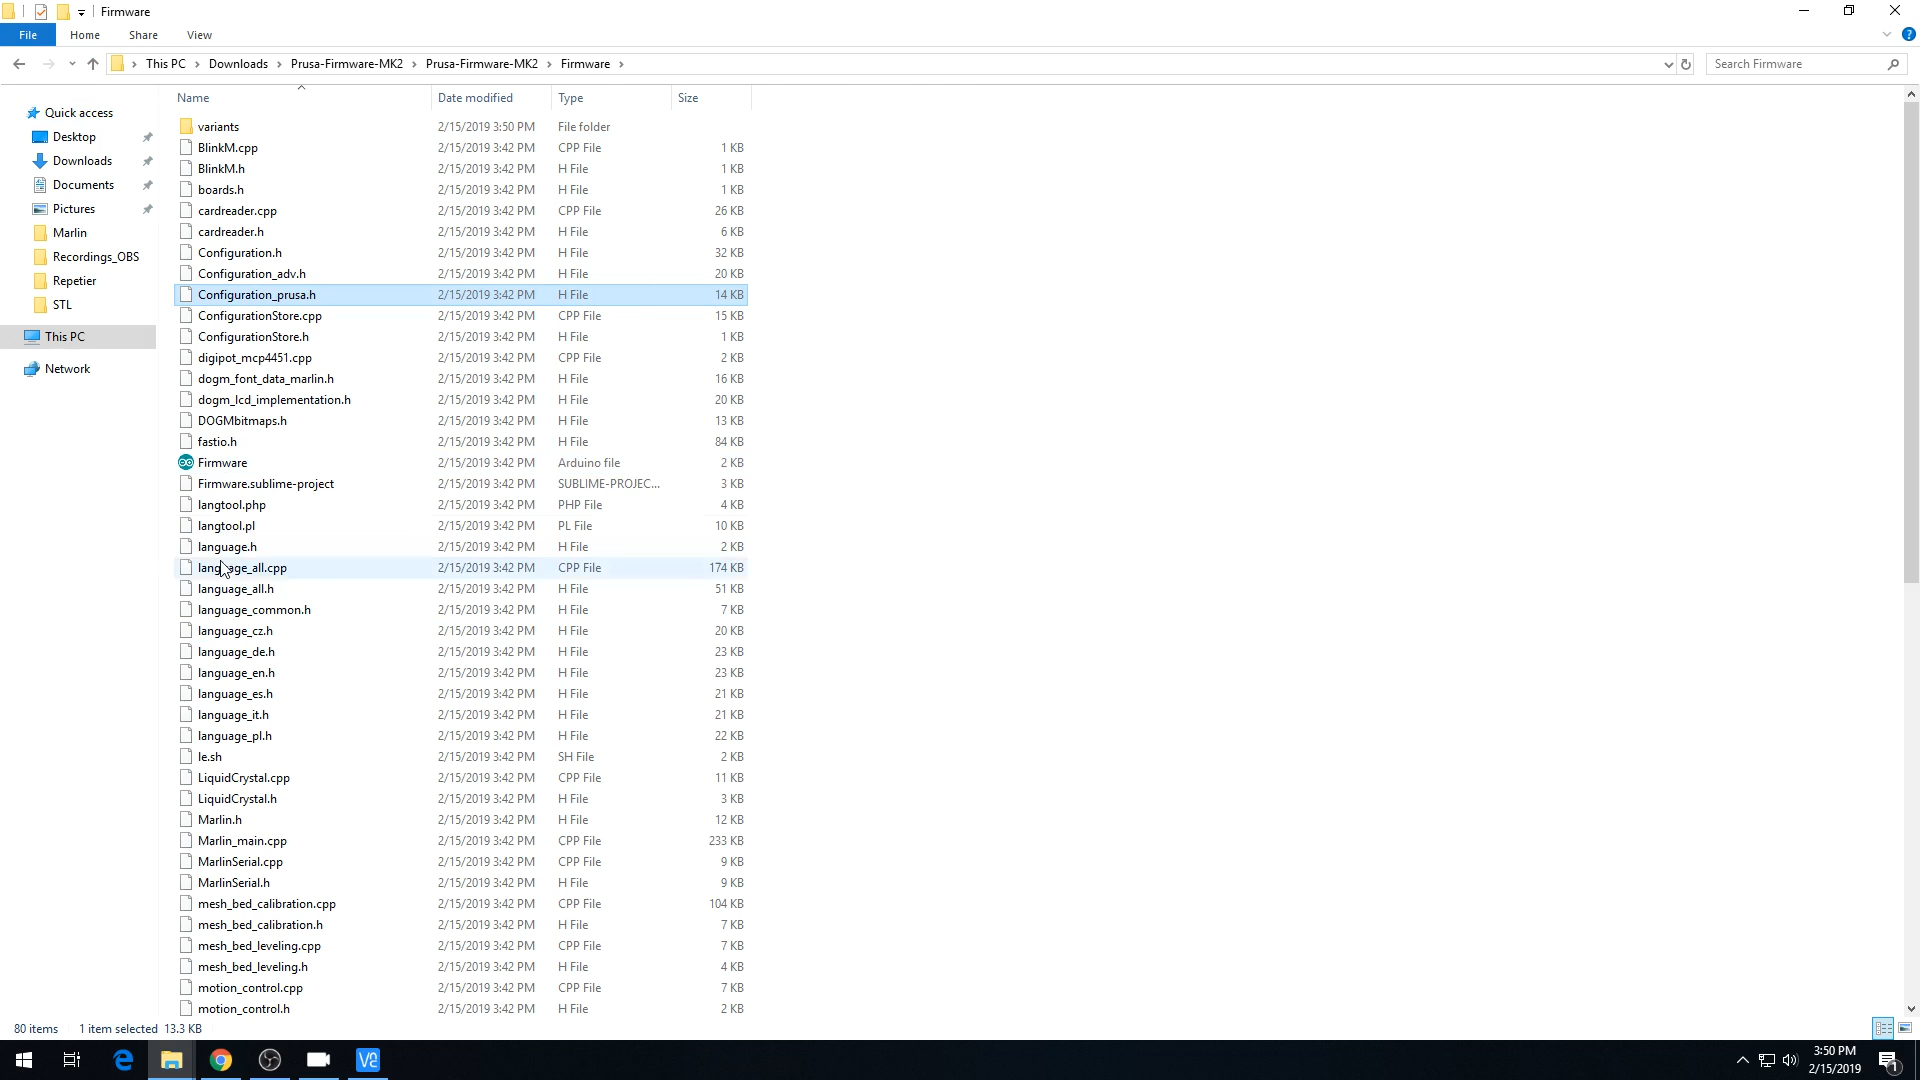 Firmware
File Home Share View
This PC Downloads Prusa-Firmware-MK2 Prusa-Firmware-MK2 Firmware Search Firmware
Name Date modified Type Size
Quick access
Desktop
Downloads
Documents
Pictures
Marlin
Recordings_OBS
Repetier
STL
This PC
Network
variants 2/15/2019 3:50 PM File folder
BlinkM.cpp 2/15/2019 3:42 PM CPP File 1 KB
BlinkM.h 2/15/2019 3:42 PM H File 1 KB
boards.h 2/15/2019 3:42 PM H File 1 KB
cardreader.cpp 2/15/2019 3:42 PM CPP File 26 KB
cardreader.h 2/15/2019 3:42 PM H File 6 KB
Configuration.h 2/15/2019 3:42 PM H File 32 KB
Configuration_adv.h 2/15/2019 3:42 PM H File 20 KB
Configuration_prusa.h 2/15/2019 3:42 PM H File 14 KB
ConfigurationStore.cpp 2/15/2019 3:42 PM CPP File 15 KB
ConfigurationStore.h 2/15/2019 3:42 PM H File 1 KB
digipot_mcp4451.cpp 2/15/2019 3:42 PM CPP File 2 KB
dogm_font_data_marlin.h 2/15/2019 3:42 PM H File 16 KB
dogm_lcd_implementation.h 2/15/2019 3:42 PM H File 20 KB
DOGMbitmaps.h 2/15/2019 3:42 PM H File 13 KB
fastio.h 2/15/2019 3:42 PM H File 84 KB
Firmware 2/15/2019 3:42 PM Arduino file 2 KB
Firmware.sublime-project 2/15/2019 3:42 PM SUBLIME-PROJEC... 3 KB
langtool.php 2/15/2019 3:42 PM PHP File 4 KB
langtool.pl 2/15/2019 3:42 PM PL File 10 KB
language.h 2/15/2019 3:42 PM H File 2 KB
language_all.cpp 2/15/2019 3:42 PM CPP File 174 KB
language_all.h 2/15/2019 3:42 PM H File 51 KB
language_common.h 2/15/2019 3:42 PM H File 7 KB
language_cz.h 2/15/2019 3:42 PM H File 20 KB
language_de.h 2/15/2019 3:42 PM H File 23 KB
language_en.h 2/15/2019 3:42 PM H File 23 KB
language_es.h 2/15/2019 3:42 PM H File 21 KB
language_it.h 2/15/2019 3:42 PM H File 21 KB
language_pl.h 2/15/2019 3:42 PM H File 22 KB
le.sh 2/15/2019 3:42 PM SH File 2 KB
LiquidCrystal.cpp 2/15/2019 3:42 PM CPP File 11 KB
LiquidCrystal.h 2/15/2019 3:42 PM H File 3 KB
Marlin.h 2/15/2019 3:42 PM H File 12 KB
Marlin_main.cpp 2/15/2019 3:42 PM CPP File 233 KB
MarlinSerial.cpp 2/15/2019 3:42 PM CPP File 9 KB
MarlinSerial.h 2/15/2019 3:42 PM H File 9 KB
mesh_bed_calibration.cpp 2/15/2019 3:42 PM CPP File 104 KB
mesh_bed_calibration.h 2/15/2019 3:42 PM H File 7 KB
mesh_bed_leveling.cpp 2/15/2019 3:42 PM CPP File 7 KB
mesh_bed_leveling.h 2/15/2019 3:42 PM H File 4 KB
motion_control.cpp 2/15/2019 3:42 PM CPP File 7 KB
motion_control.h 2/15/2019 3:42 PM H File 2 KB
80 items 1 item selected 13.3 KB
3:50 PM
2/15/2019
1